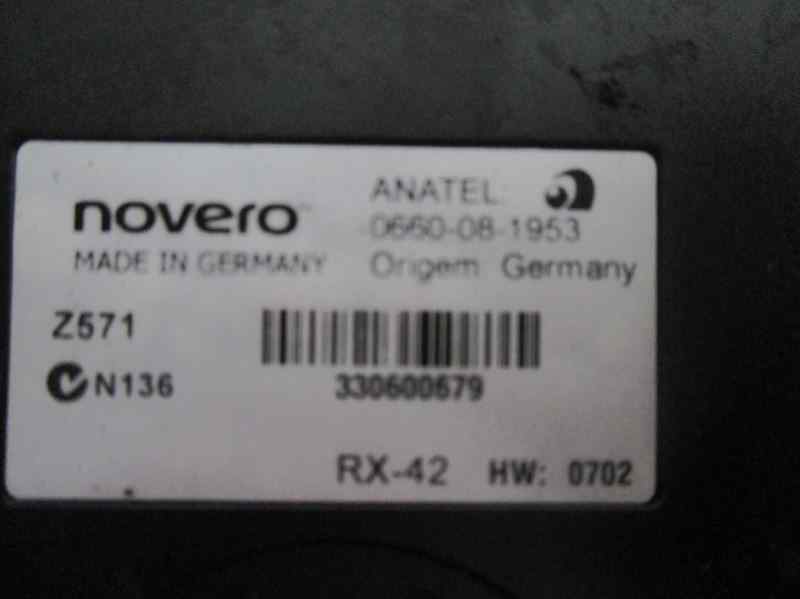 novero
MADE IN GERMANY
ANATEL:
0660-08-1953
Origem Germany
Z571
N136
330600679
RX-42 HW: 0702